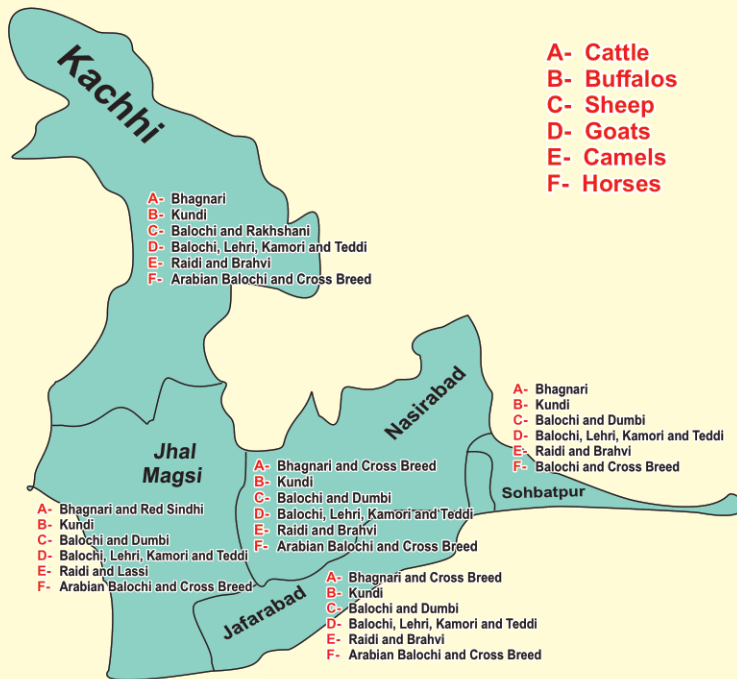 Kachhi
A- Cattle
B- Buffalos
C- Sheep
D- Goats
E- Camels
F- Horses
A- Bhagnari
B- Kundi
C- Balochi and Rakhshani
D- Balochi, Lehri, Kamori and Teddi
E- Raidi and Brahvi
F- Arabian Balochi and Cross Breed
Nasirabad
A- Bhagnari and Cross Breed
B- Kundi
C- Balochi and Dumbi
D- Balochi, Lehri, Kamori and Teddi
E- Raidi and Brahvi
F- Arabian Balochi and Cross Breed
A- Bhagnari
B- Kundi
C- Balochi and Dumbi
D- Balochi, Lehri, Kamori and Teddi
E- Raidi and Brahvi
F- Balochi and Cross Breed
Sohbatpur
Jhal
Magsi
A- Bhagnari and Red Sindhi
B- Kundi
C- Balochi and Dumbi
D- Balochi, Lehri, Kamori and Teddi
E- Raidi and Lassi
F- Arabian Balochi and Cross Breed
Jafarabad
A- Bhagnari and Cross Breed
B- Kundi
C- Balochi and Dumbi
D- Balochi, Lehri, Kamori and Teddi
E- Raidi and Brahvi
F- Arabian Balochi and Cross Breed